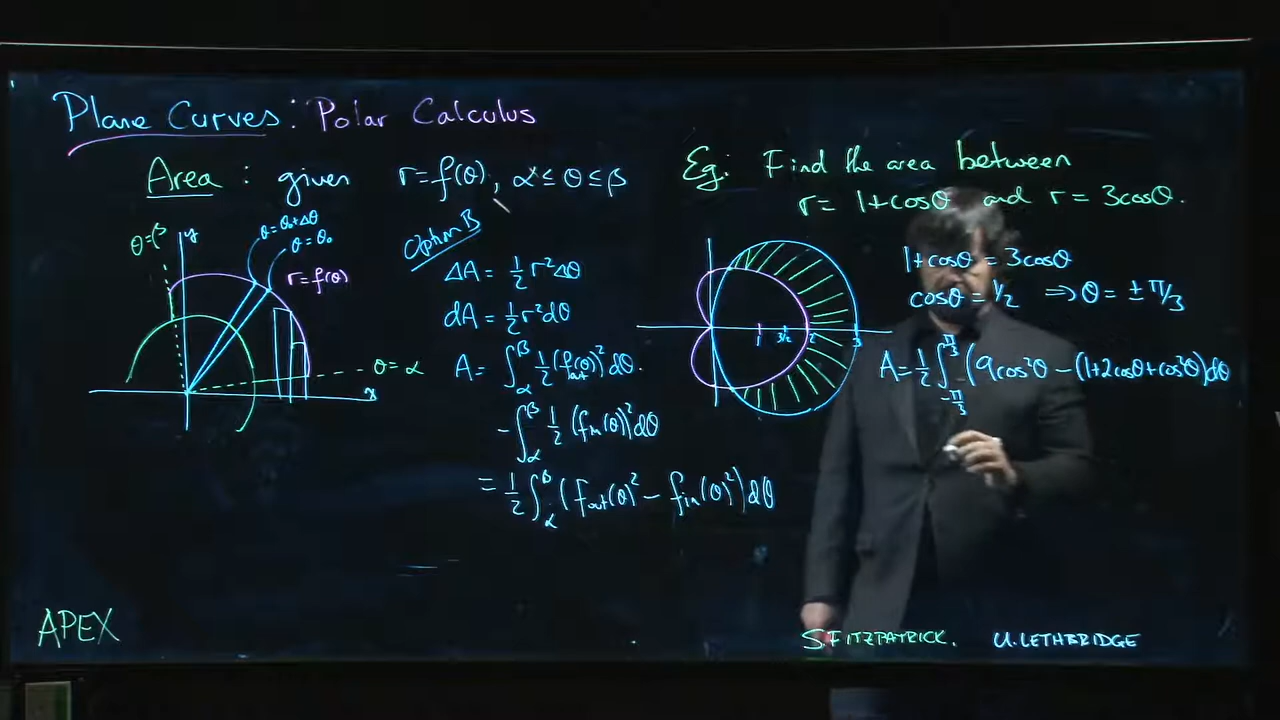 Plane Curves: Polar Calculus
Area: given r=f(θ), α≤θ≤β
θ=β
y
θ=θ₀+Δθ
θ=θ₀
r=f(θ)
θ=α
x
Option B
ΔA = ½r²Δθ
dA = ½r²dθ
A = ∫_α^β ½(f_out(θ))²dθ.
-∫_α^β ½(f_in(θ))²dθ
= ½∫_α^β (f_out(θ)² - f_in(θ)²)dθ
Eg: Find the area between
r= 1+cosθ and r= 3cosθ.
1 3/2 2 3
1+cosθ = 3cosθ
cosθ = ½ ⇒ θ = ±π/3
A=½∫_{-π/3}^{π/3} (9cos²θ -(1+2cosθ+cos²θ)dθ
APEX
S.FITZPATRICK. U.LETHBRIDGE